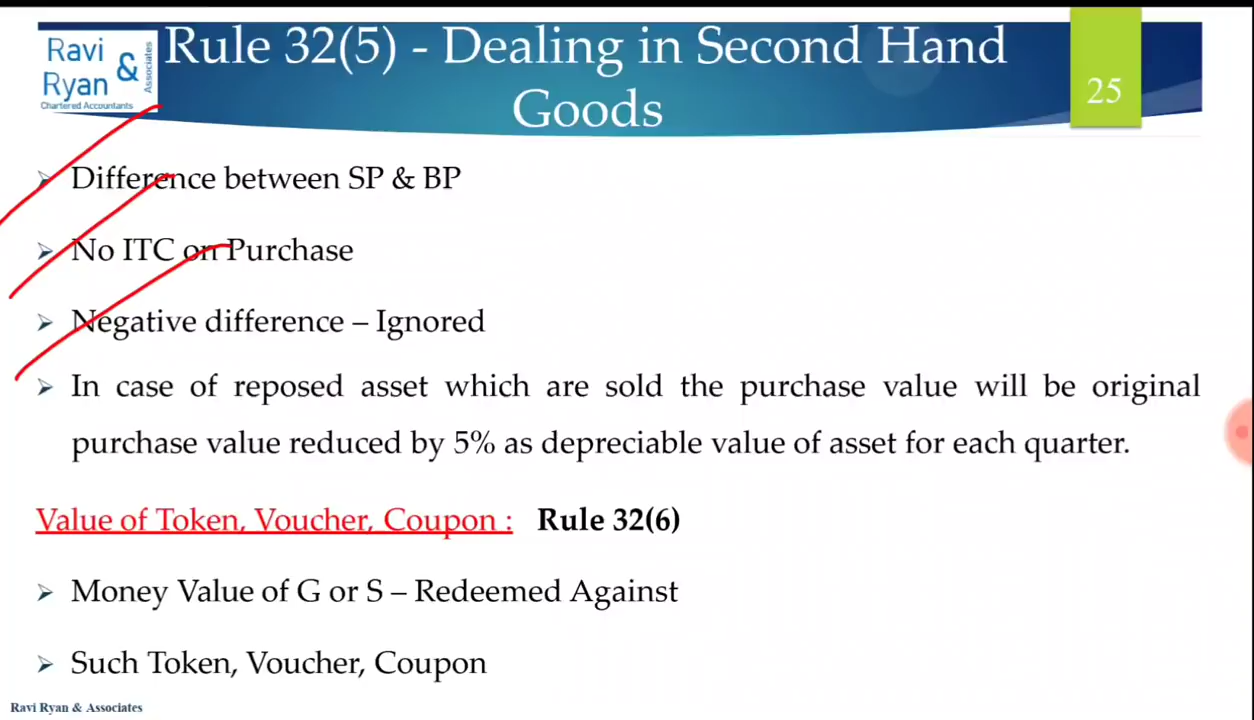 Ravi
Ryan
&
Associates
Chartered Accountants
Rule 32(5) - Dealing in Second Hand
Goods
25
Difference between SP & BP
No ITC on Purchase
Negative difference – Ignored
In case of reposed asset which are sold the purchase value will be original
purchase value reduced by 5% as depreciable value of asset for each quarter.
Value of Token, Voucher, Coupon : Rule 32(6)
Money Value of G or S – Redeemed Against
Such Token, Voucher, Coupon
Ravi Ryan & Associates